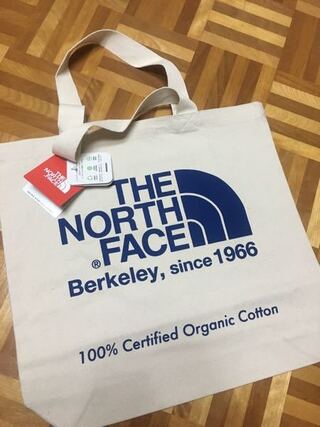 THE
NORTH
FACE
®
Berkeley, since 1966
100% Certified Organic Cotton